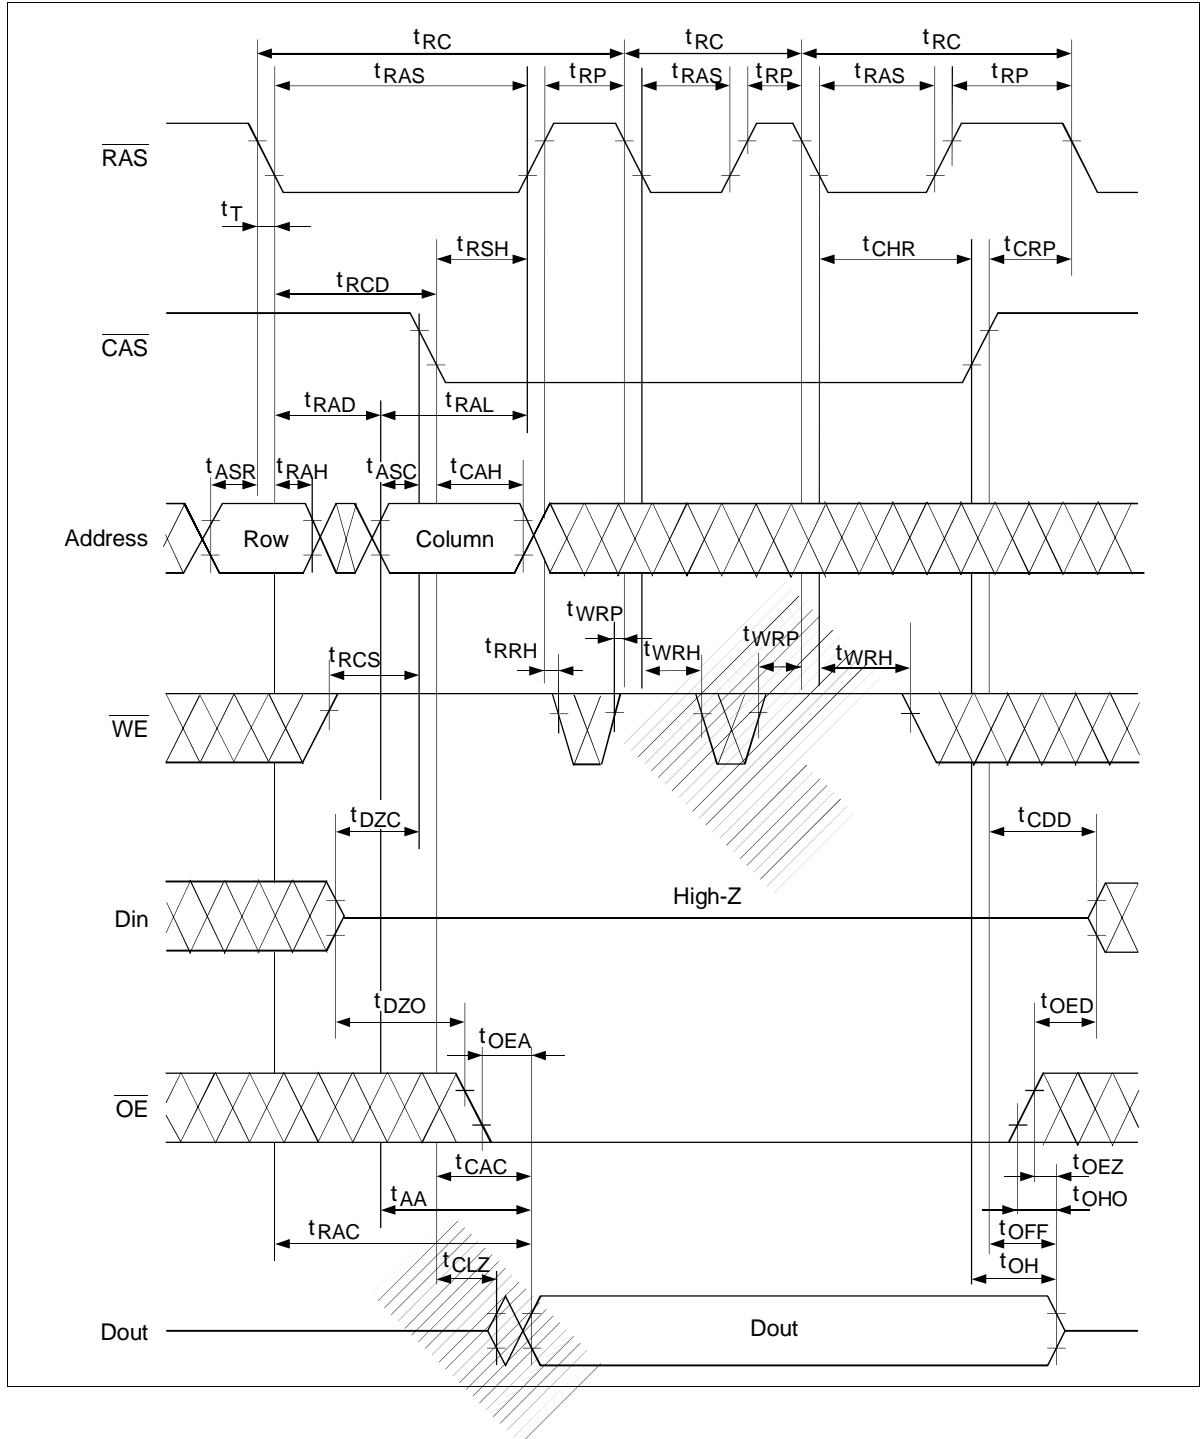 tRC tRC tRC
tRAS tRP tRAS tRP tRAS tRP
RAS
tT
tRSH tCHR tCRP
tRCD
CAS
tRAD tRAL
tASR tRAH tASC tCAH
Address Row Column
tWRP tWRP
tRRH tWRH tWRH
tRCS
WE
tDZC tCDD
High-Z
Din
tDZO tOED
tOEA
OE
tCAC tOEZ
tAA tOHO
tRAC tOFF
tCLZ tOH
Dout Dout